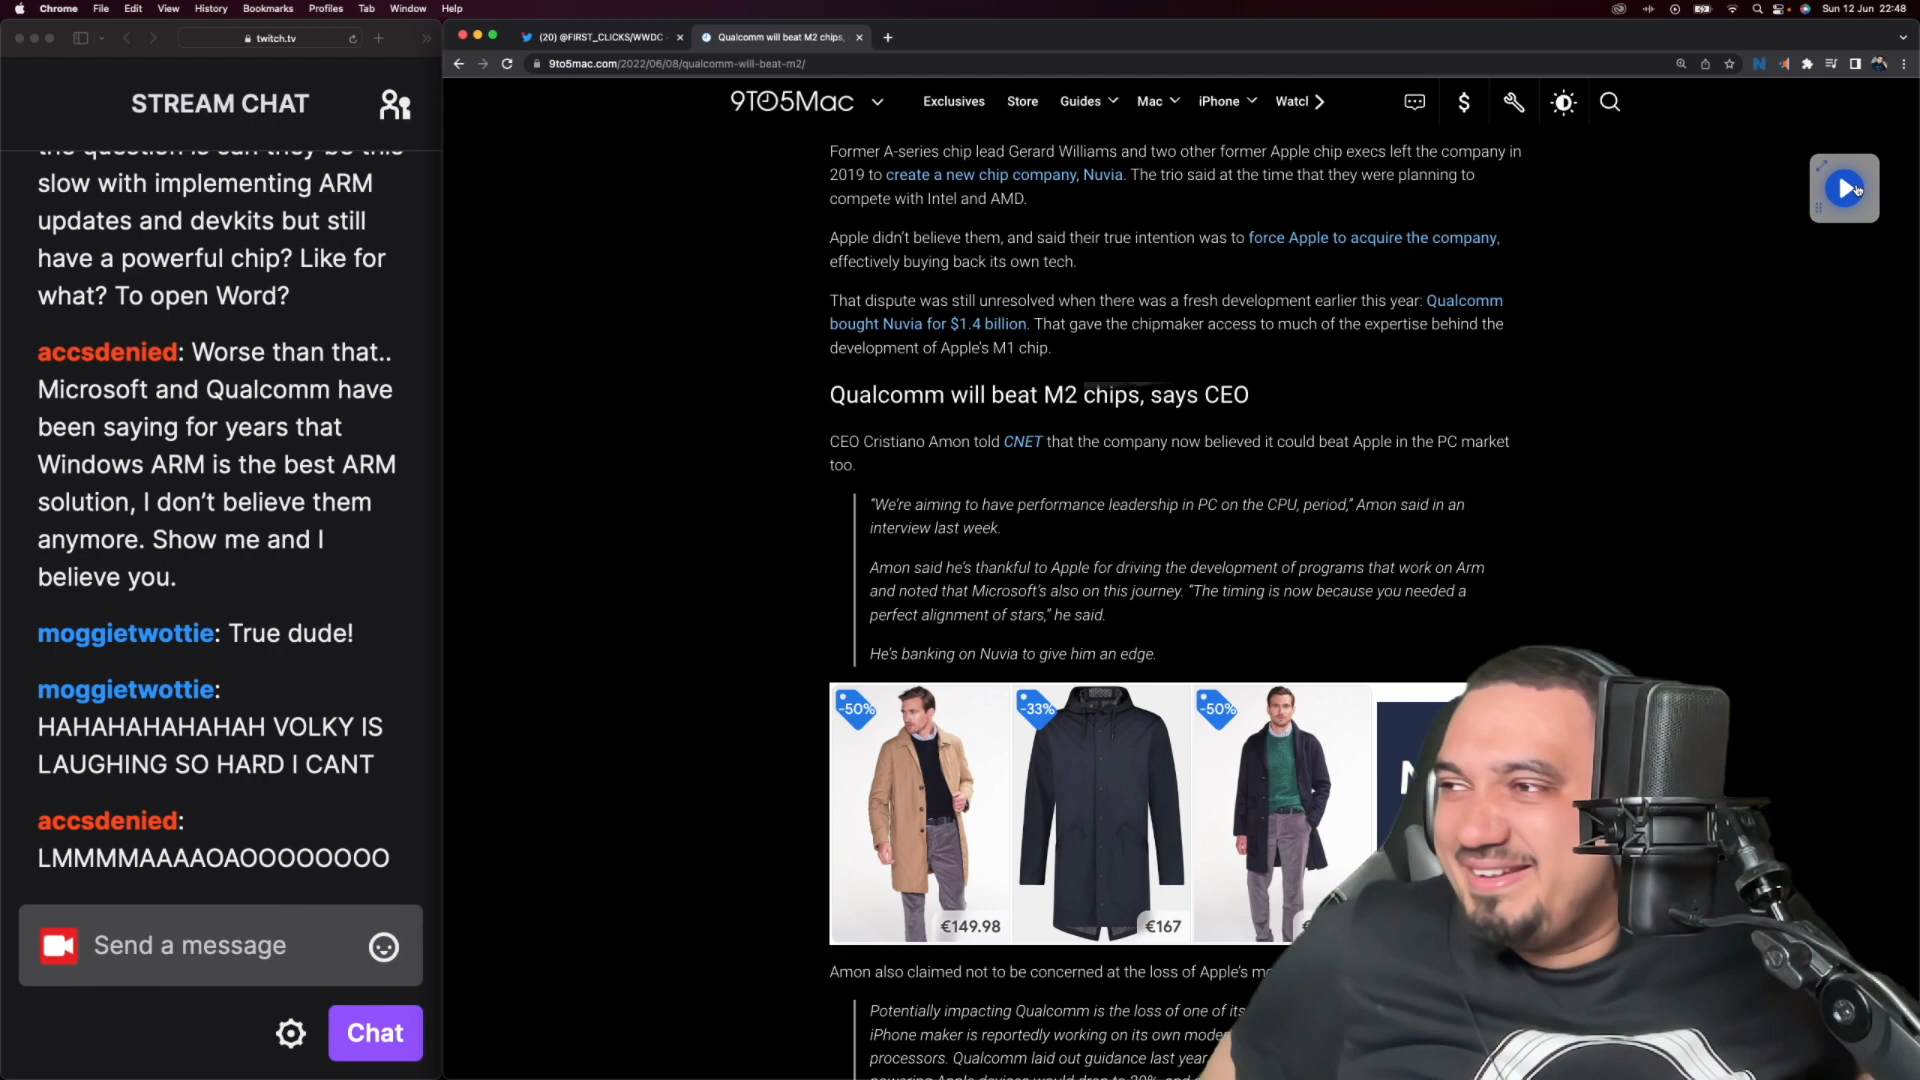 Chrome File Edit View History Bookmarks Profiles Tab Window Help
Sun 12 Jun 22:48
twitch.tv
(20) @FIRST_CLICKS/WWDC
Qualcomm will beat M2 chips,
9to5mac.com/2022/06/08/qualcomm-will-beat-m2/
STREAM CHAT
slow with implementing ARM
updates and devkits but still
have a powerful chip? Like for
what? To open Word?
accsdenied: Worse than that..
Microsoft and Qualcomm have
been saying for years that
Windows ARM is the best ARM
solution, I don't believe them
anymore. Show me and I
believe you.
moggietwottie: True dude!
moggietwottie:
HAHAHAHAHAHAH VOLKY IS
LAUGHING SO HARD I CANT
accsdenied:
LMMMMAAAAOAOOOOOOOO
Send a message
Chat
9TO5Mac
Exclusives Store Guides Mac iPhone Watcl
Former A-series chip lead Gerard Williams and two other former Apple chip execs left the company in
2019 to create a new chip company, Nuvia. The trio said at the time that they were planning to
compete with Intel and AMD.
Apple didn't believe them, and said their true intention was to force Apple to acquire the company,
effectively buying back its own tech.
That dispute was still unresolved when there was a fresh development earlier this year: Qualcomm
bought Nuvia for $1.4 billion. That gave the chipmaker access to much of the expertise behind the
development of Apple's M1 chip.
Qualcomm will beat M2 chips, says CEO
CEO Cristiano Amon told CNET that the company now believed it could beat Apple in the PC market
too.
"We're aiming to have performance leadership in PC on the CPU, period," Amon said in an
interview last week.
Amon said he's thankful to Apple for driving the development of programs that work on Arm
and noted that Microsoft's also on this journey. "The timing is now because you needed a
perfect alignment of stars," he said.
He's banking on Nuvia to give him an edge.
-50%
-33%
-50%
€149.98
€167
Amon also claimed not to be concerned at the loss of Apple's
Potentially impacting Qualcomm is the loss of one of its
iPhone maker is reportedly working on its own
processors. Qualcomm laid out guidance last year